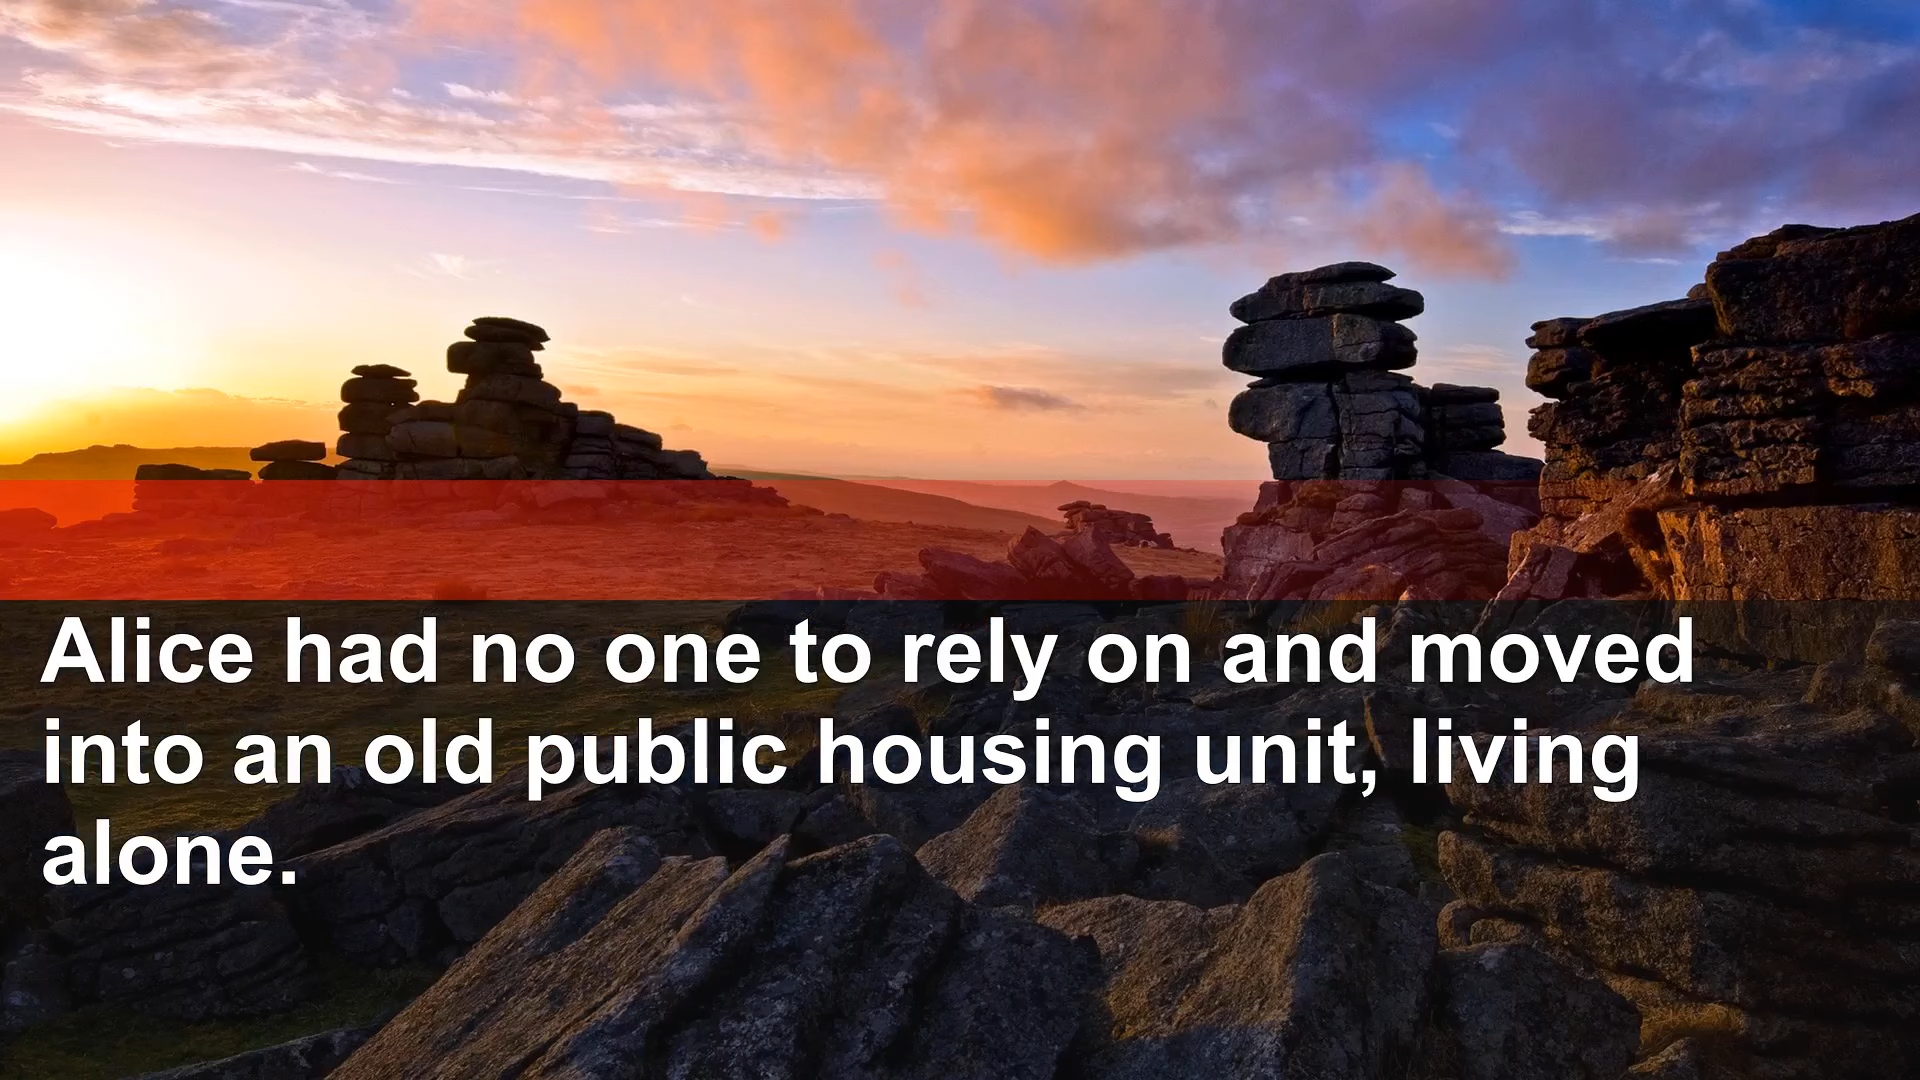 Alice had no one to rely on and moved
into an old public housing unit, living
alone.